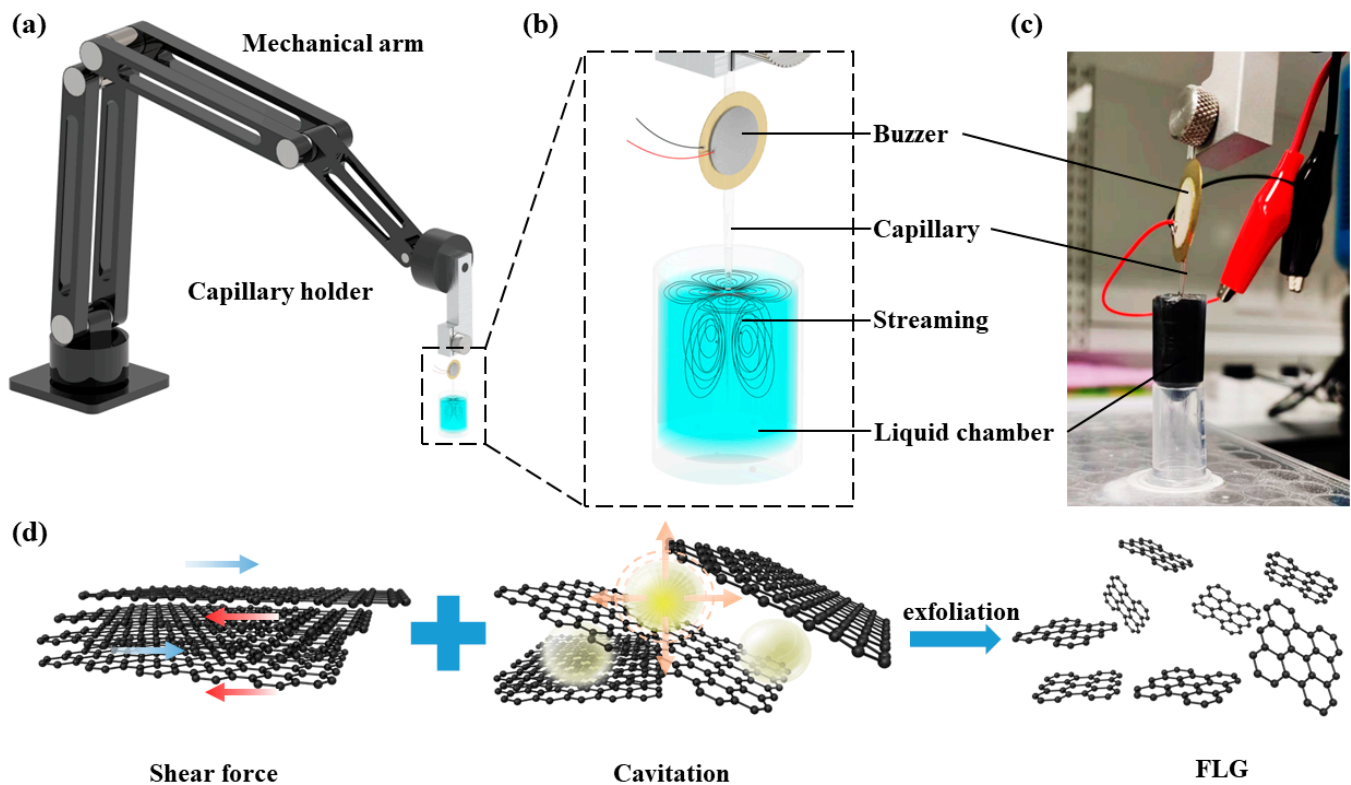 (a)
Mechanical arm
Capillary holder
(b)
Buzzer
Capillary
Streaming
Liquid chamber
(c)
(d)
Shear force
Cavitation
exfoliation
FLG